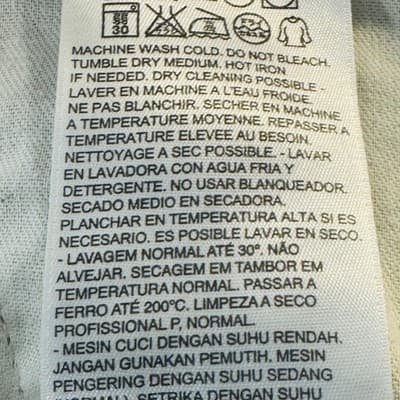 30
MACHINE WASH COLD. DO NOT BLEACH.
TUMBLE DRY MEDIUM. HOT IRON
IF NEEDED. DRY CLEANING POSSIBLE -
LAVER EN MACHINE A L'EAU FROIDE.
NE PAS BLANCHIR. SECHER EN MACHINE
A TEMPERATURE MOYENNE. REPASSER A
TEMPERATURE ELEVEE AU BESOIN.
NETTOYAGE A SEC POSSIBLE. - LAVAR
EN LAVADORA CON AGUA FRIA Y
DETERGENTE. NO USAR BLANQUEADOR.
SECADO MEDIO EN SECADORA.
PLANCHAR EN TEMPERATURA ALTA SI ES
NECESARIO. ES POSIBLE LAVAR EN SECO.
- LAVAGEM NORMAL ATÉ 30°. NÃO
ALVEJAR. SECAGEM EM TAMBOR EM
TEMPERATURA NORMAL. PASSAR A
FERRO ATÉ 200°C. LIMPEZA A SECO
PROFISSIONAL P, NORMAL.
- MESIN CUCI DENGAN SUHU RENDAH.
JANGAN GUNAKAN PEMUTIH. MESIN
PENGERING DENGAN SUHU SEDANG
(NORMAL). SETRIKA DENGAN SUHU